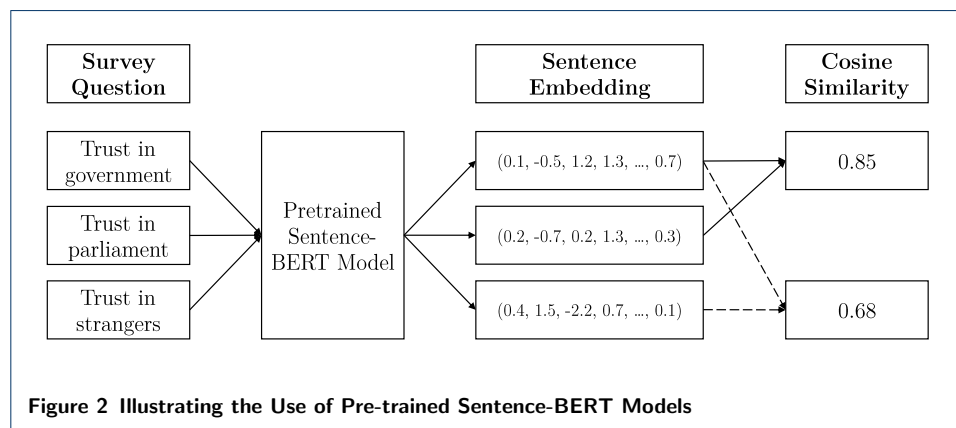 Survey
Question
Sentence
Embedding
Cosine
Similarity
Trust in
government
Trust in
parliament
Trust in
strangers
Pretrained
Sentence-
BERT Model
(0.1, -0.5, 1.2, 1.3, ..., 0.7)
(0.2, -0.7, 0.2, 1.3, ..., 0.3)
(0.4, 1.5, -2.2, 0.7, ..., 0.1)
0.85
0.68
Figure 2 Illustrating the Use of Pre-trained Sentence-BERT Models